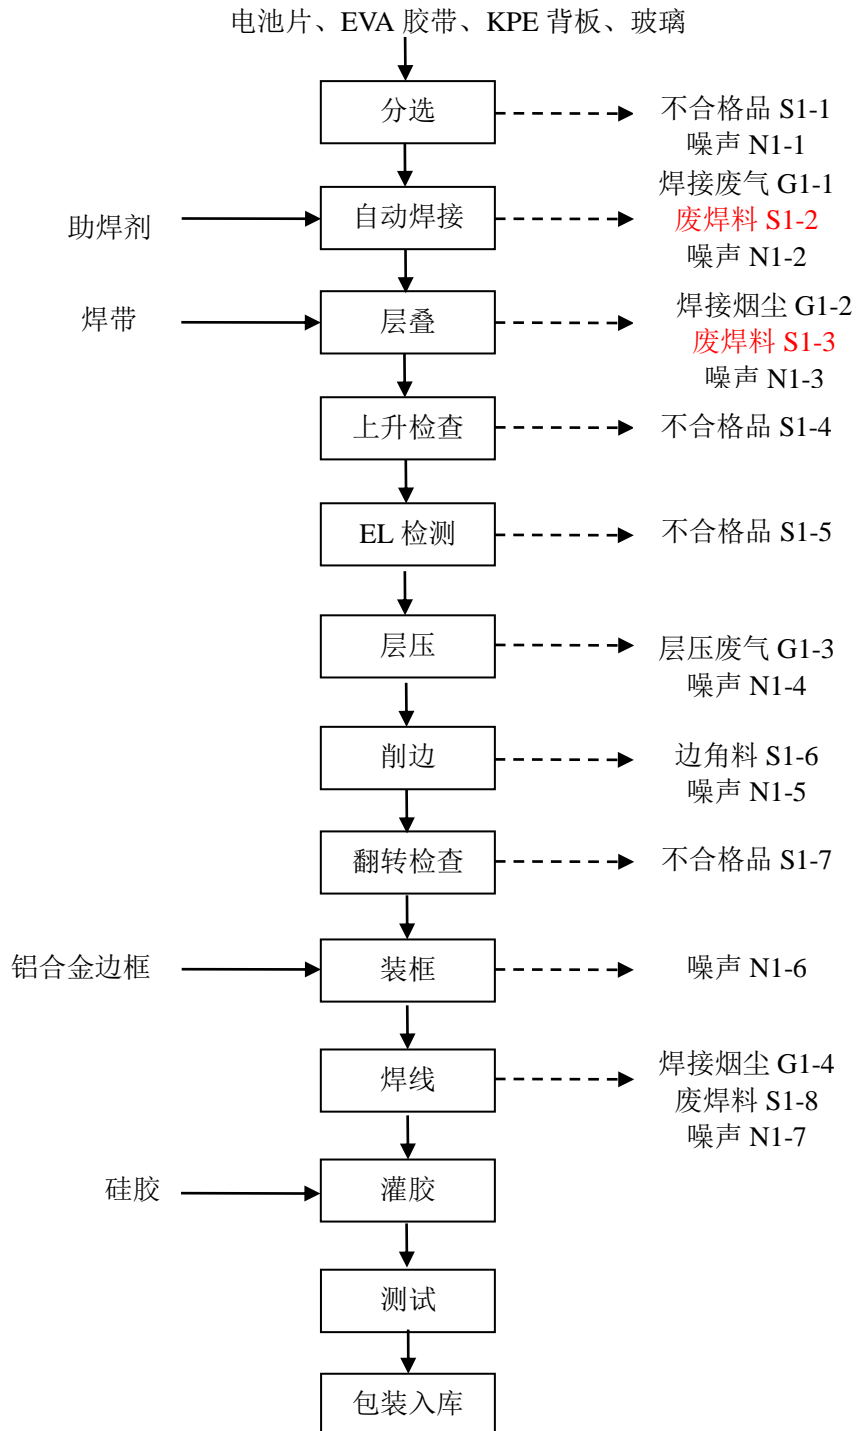 电池片、EVA 胶带、KPE 背板、玻璃
分选
不合格品 S1-1
噪声 N1-1
助焊剂
自动焊接
焊接废气 G1-1
废焊料 S1-2
噪声 N1-2
焊带
层叠
焊接烟尘 G1-2
废焊料 S1-3
噪声 N1-3
上升检查
不合格品 S1-4
EL 检测
不合格品 S1-5
层压
层压废气 G1-3
噪声 N1-4
削边
边角料 S1-6
噪声 N1-5
翻转检查
不合格品 S1-7
铝合金边框
装框
噪声 N1-6
焊线
焊接烟尘 G1-4
废焊料 S1-8
噪声 N1-7
硅胶
灌胶
测试
包装入库